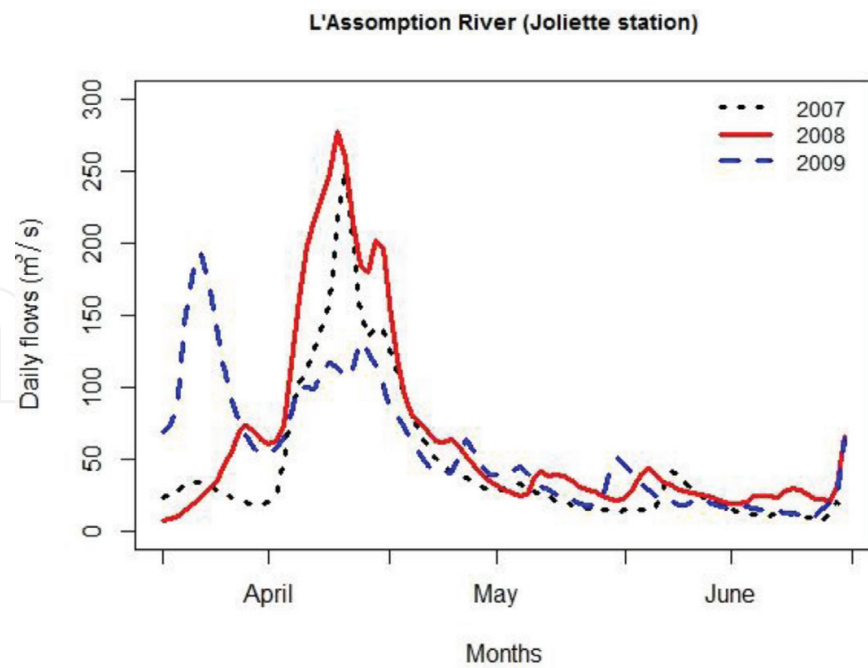 L'Assomption River (Joliette station)
2007
2008
2009
300
250
200
150
100
50
0
Daily flows (m³/ s)
April May June
Months